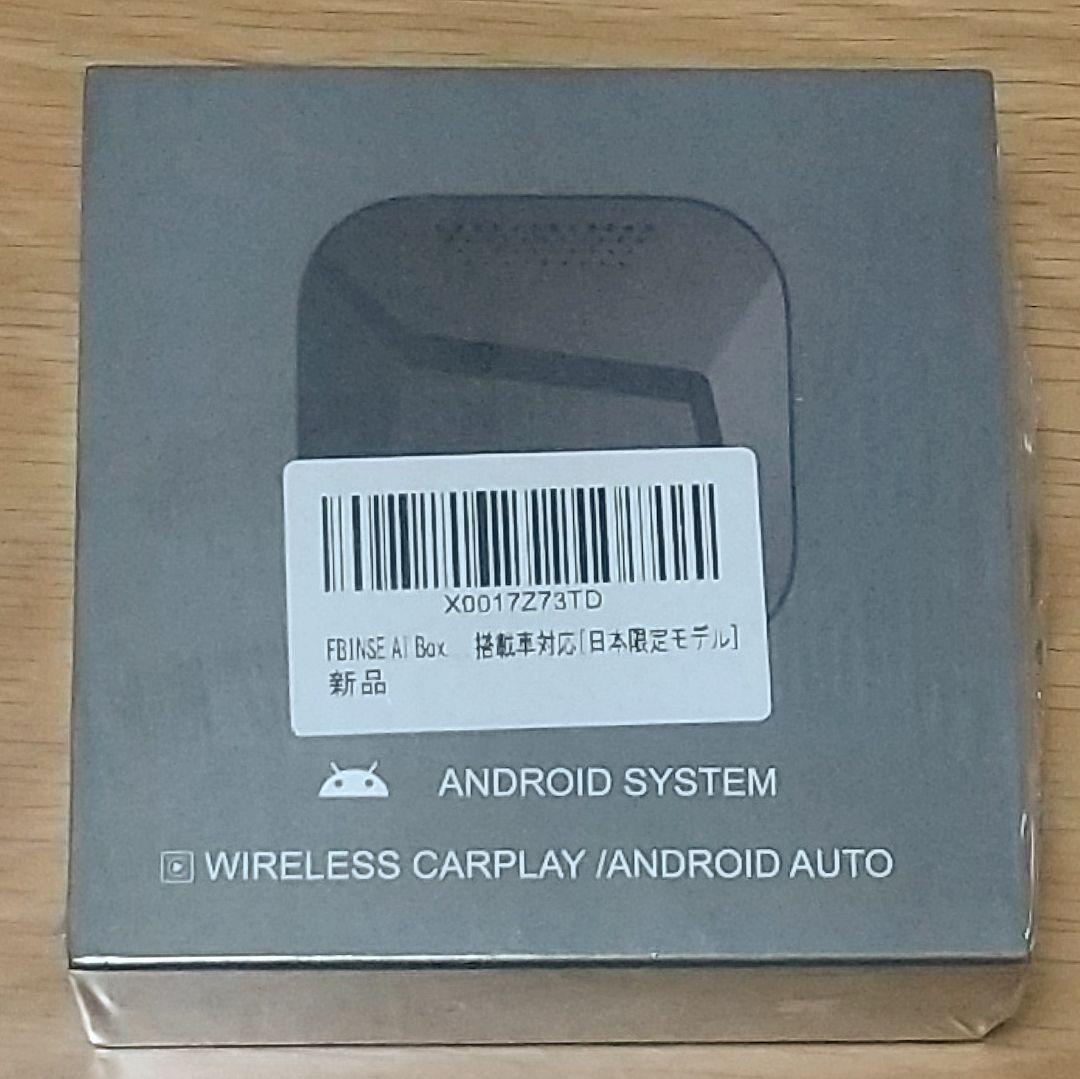 X0017Z73TD
FBINSE AI Box 搭載車対応[日本限定モデル]
新品
ANDROID SYSTEM
WIRELESS CARPLAY /ANDROID AUTO